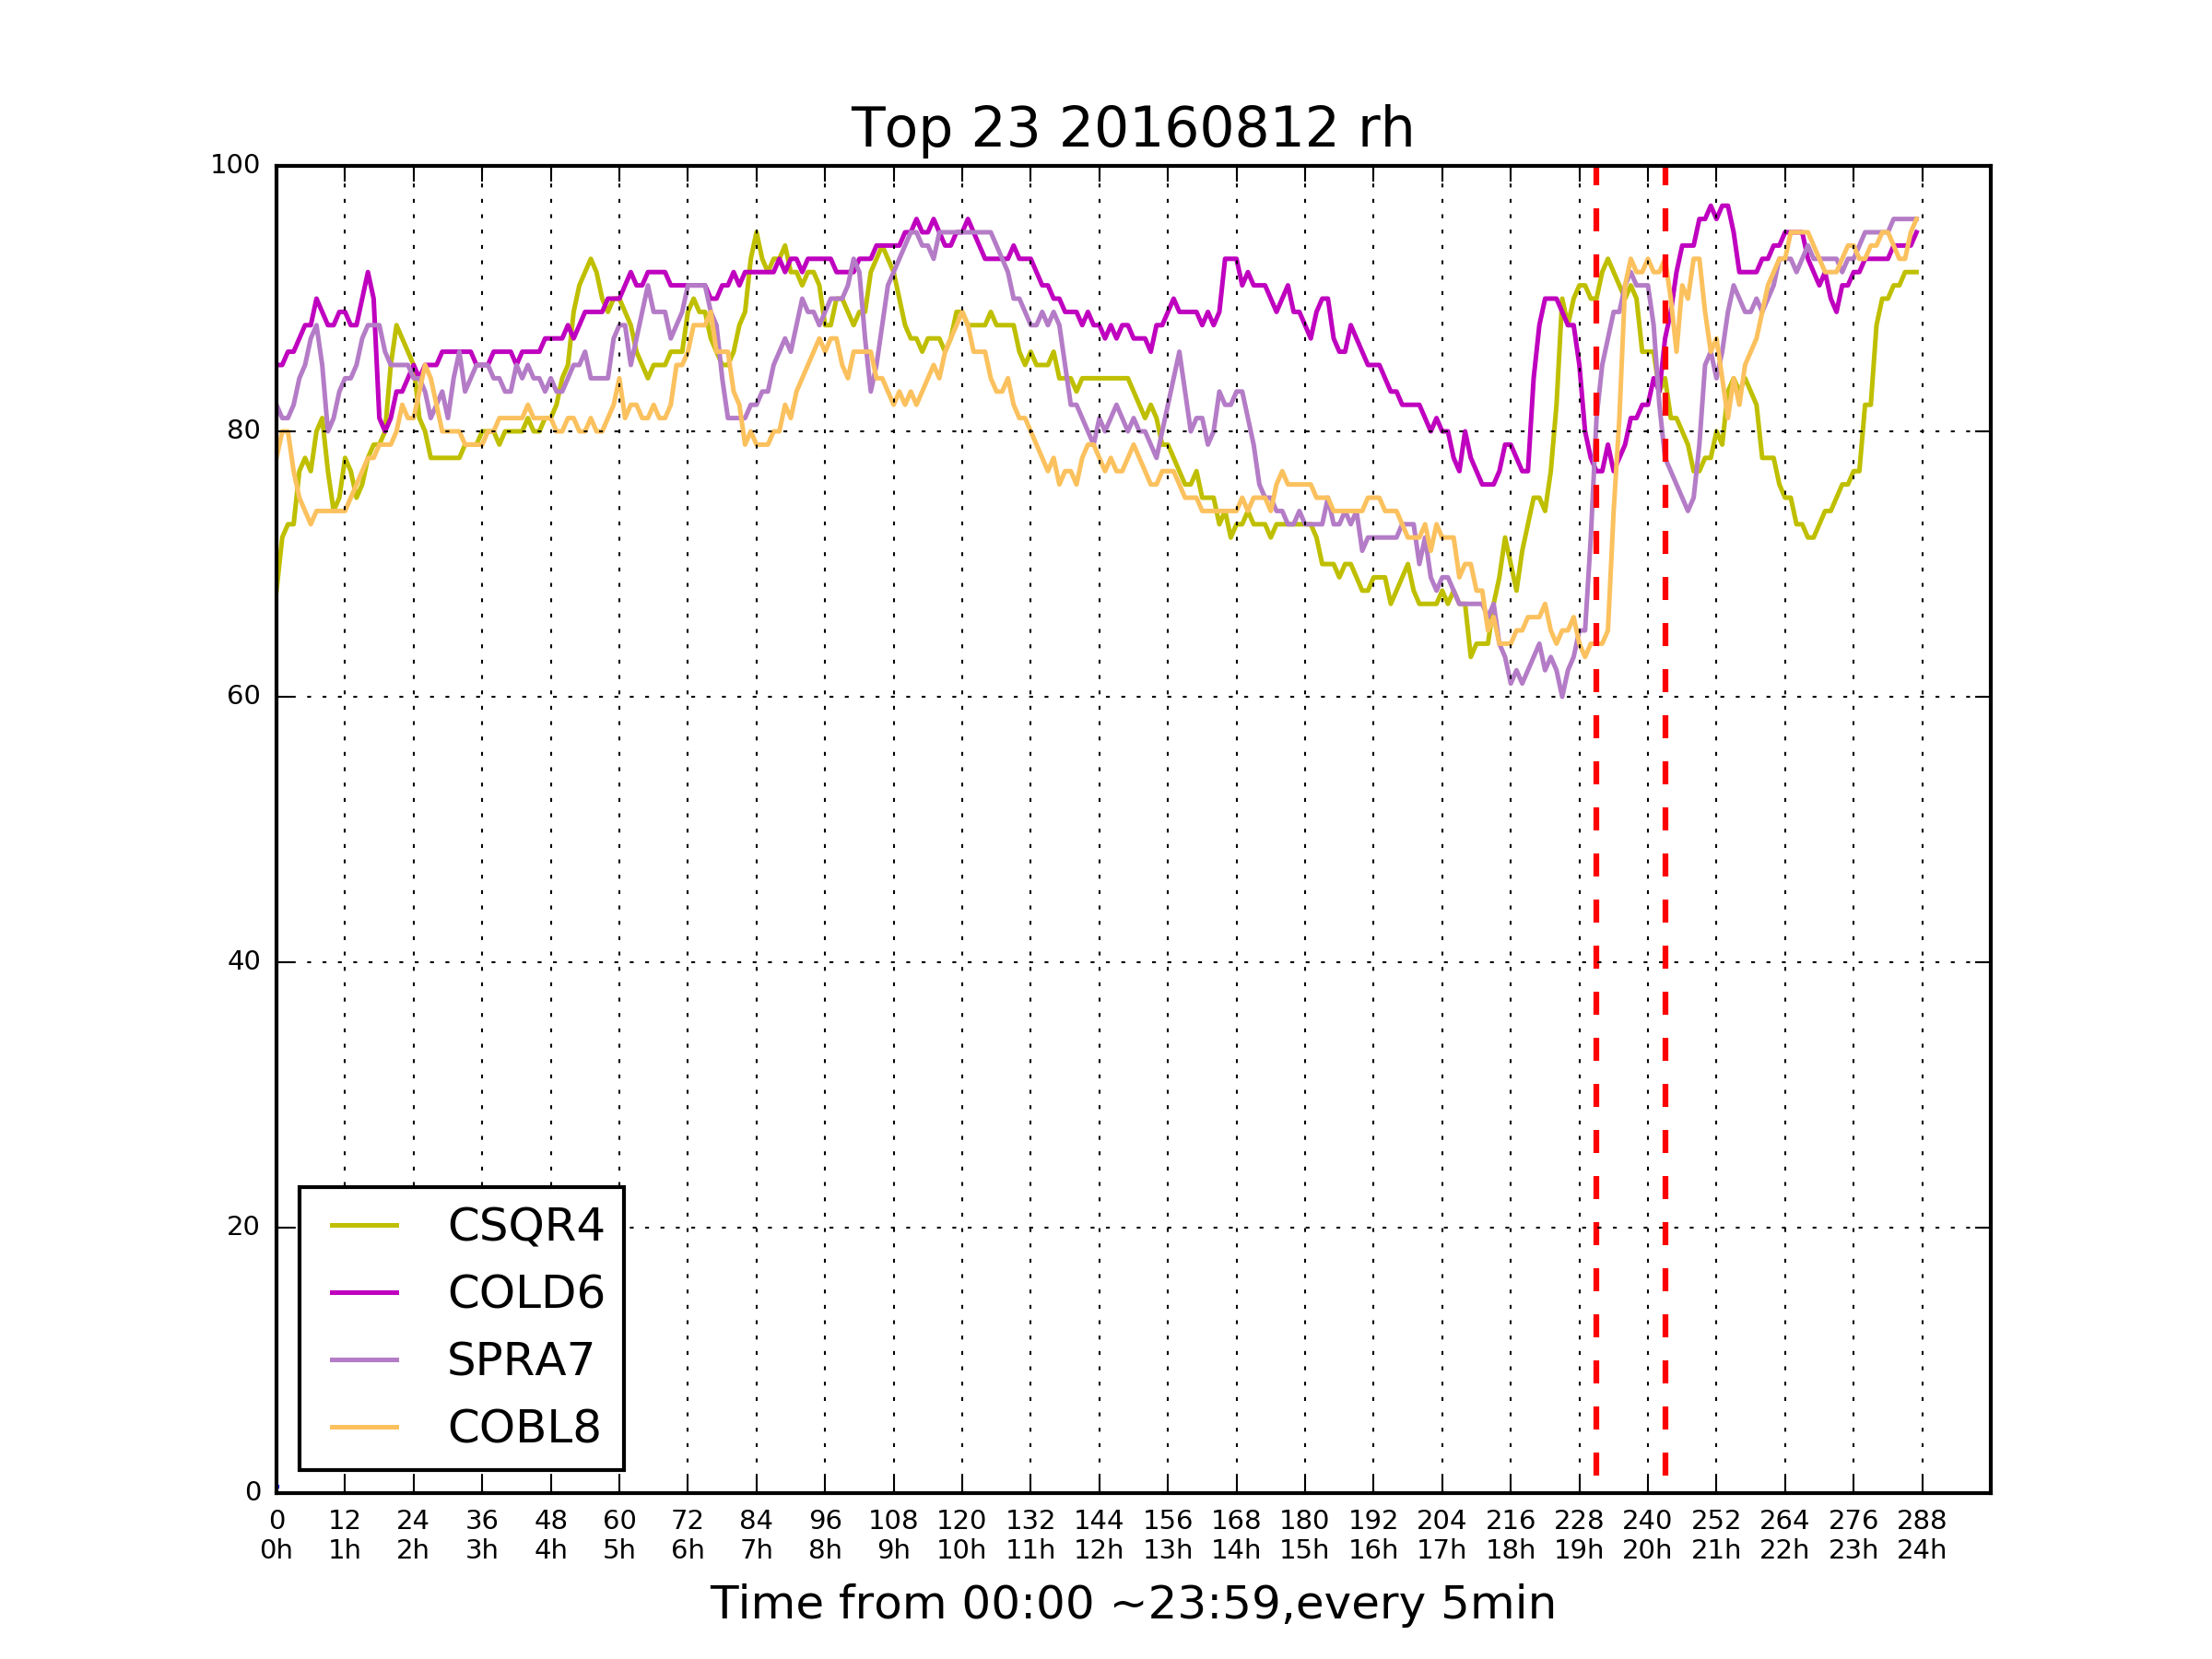 Top 23 20160812 rh
100
80
60
40
20
0
CSQR4
COLD6
SPRA7
COBL8
0 12 24 36 48 60 72 84 96 108 120 132 144 156 168 180 192 204 216 228 240 252 264 276 288
0h 1h 2h 3h 4h 5h 6h 7h 8h 9h 10h 11h 12h 13h 14h 15h 16h 17h 18h 19h 20h 21h 22h 23h 24h
Time from 00:00 ~23:59,every 5min